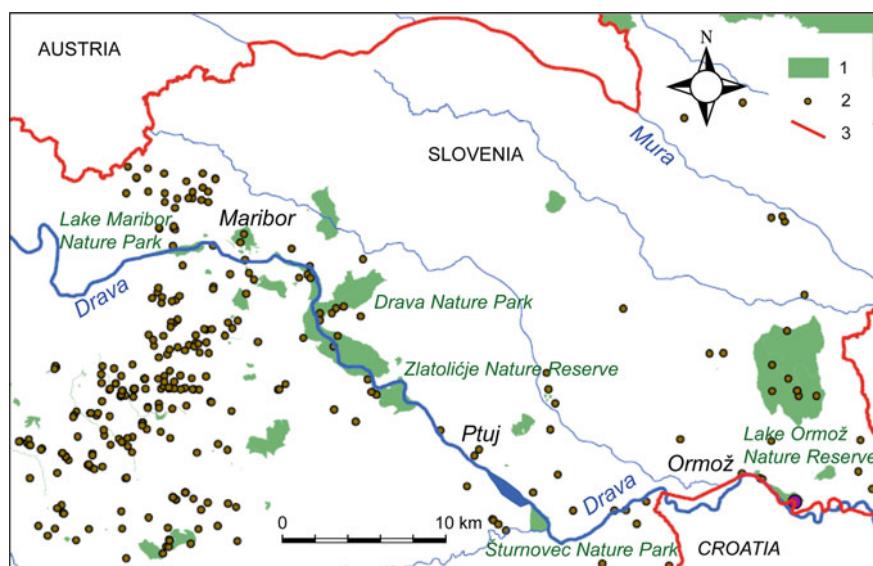 AUSTRIA
N
1
2
3
SLOVENIA
Mura
Lake Maribor
Nature Park
Maribor
Drava
Drava Nature Park
Zlatoličje Nature Reserve
Ptuj
Lake Ormož
Nature Reserve
Ormož
Drava
0
10 km
Šturnovec Nature Park
CROATIA